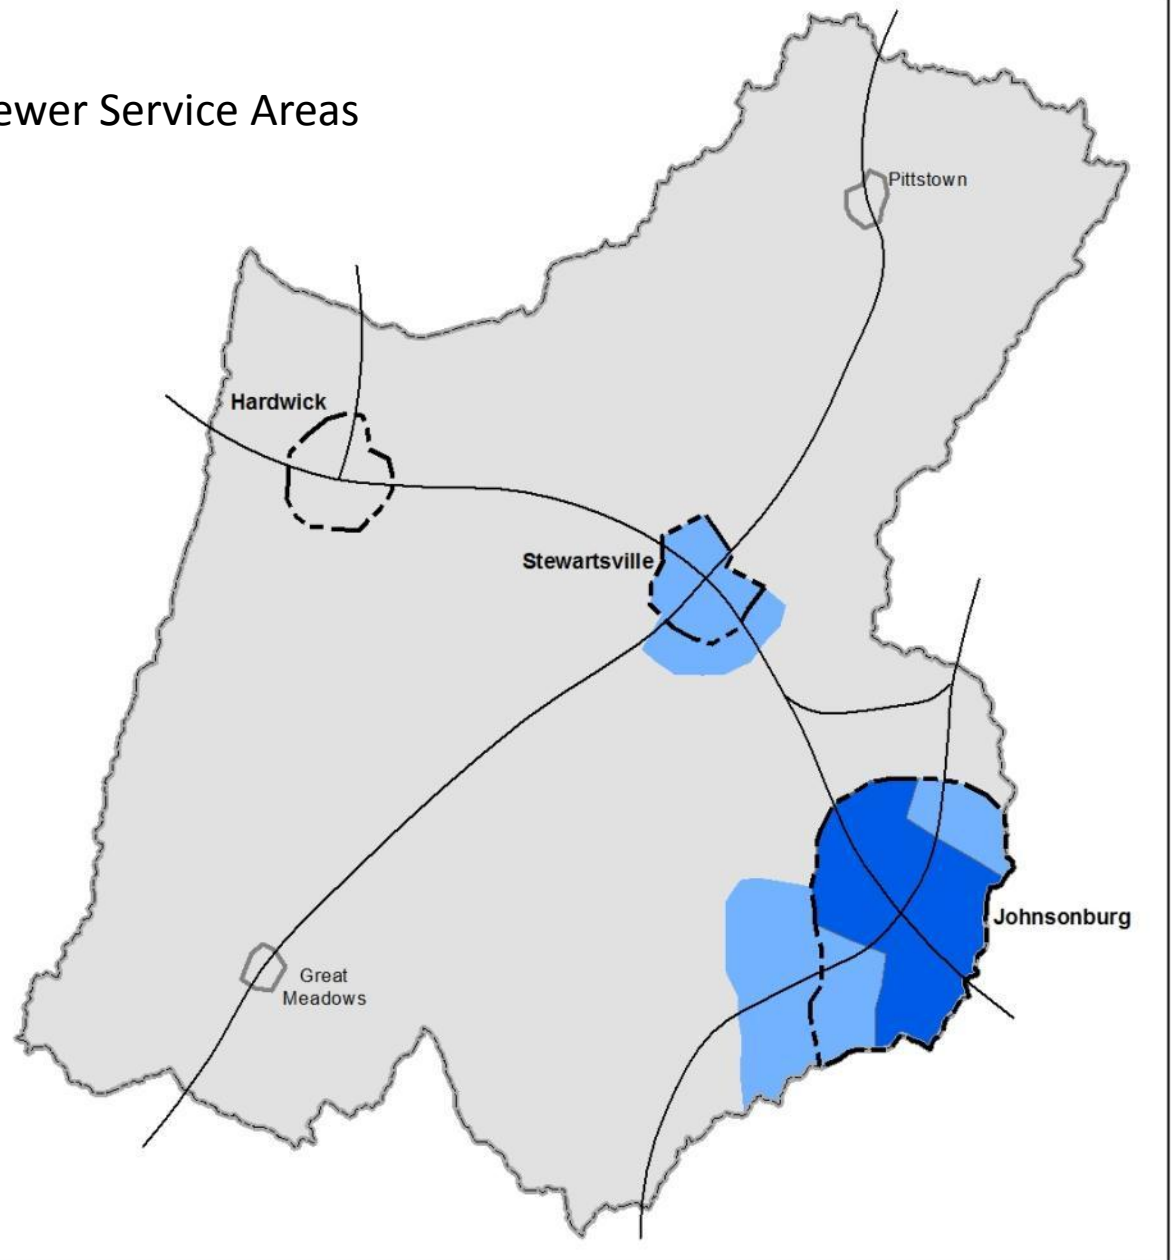 ewer Service Areas
Pittstown
Hardwick
Stewartsville
Johnsonburg
Great
Meadows